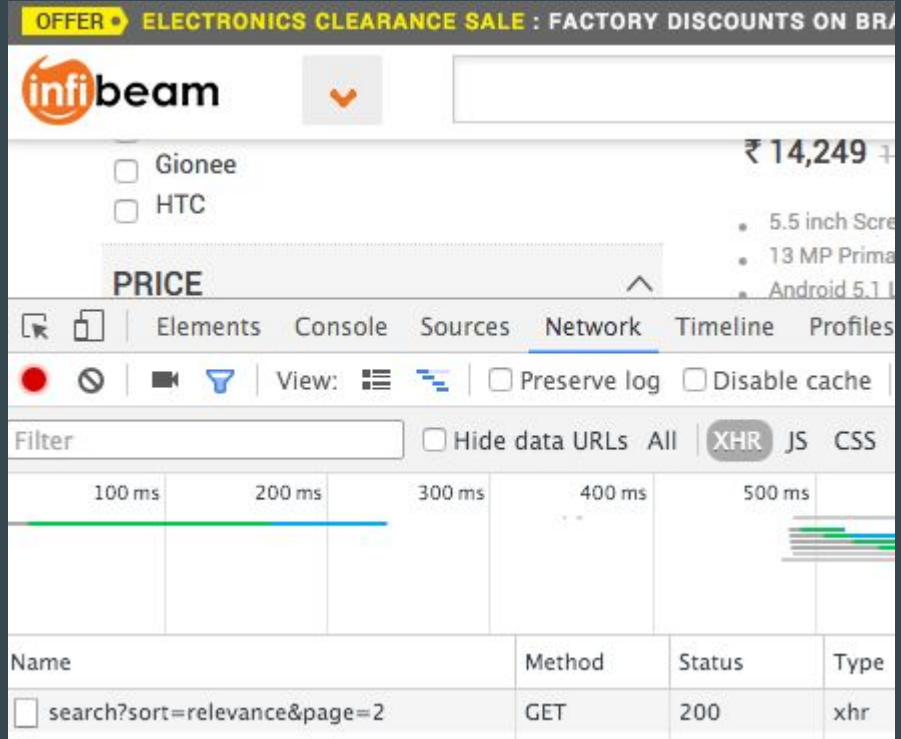 OFFER ELECTRONICS CLEARANCE SALE : FACTORY DISCOUNTS ON BRA
infibeam
Gionee
HTC
PRICE
₹ 14,249
5.5 inch Scre
13 MP Prima
Android 5.1 L
Elements Console Sources Network Timeline Profiles
View: Preserve log Disable cache
Filter Hide data URLs All XHR JS CSS
100 ms 200 ms 300 ms 400 ms 500 ms
Name Method Status Type
search?sort=relevance&page=2 GET 200 xhr